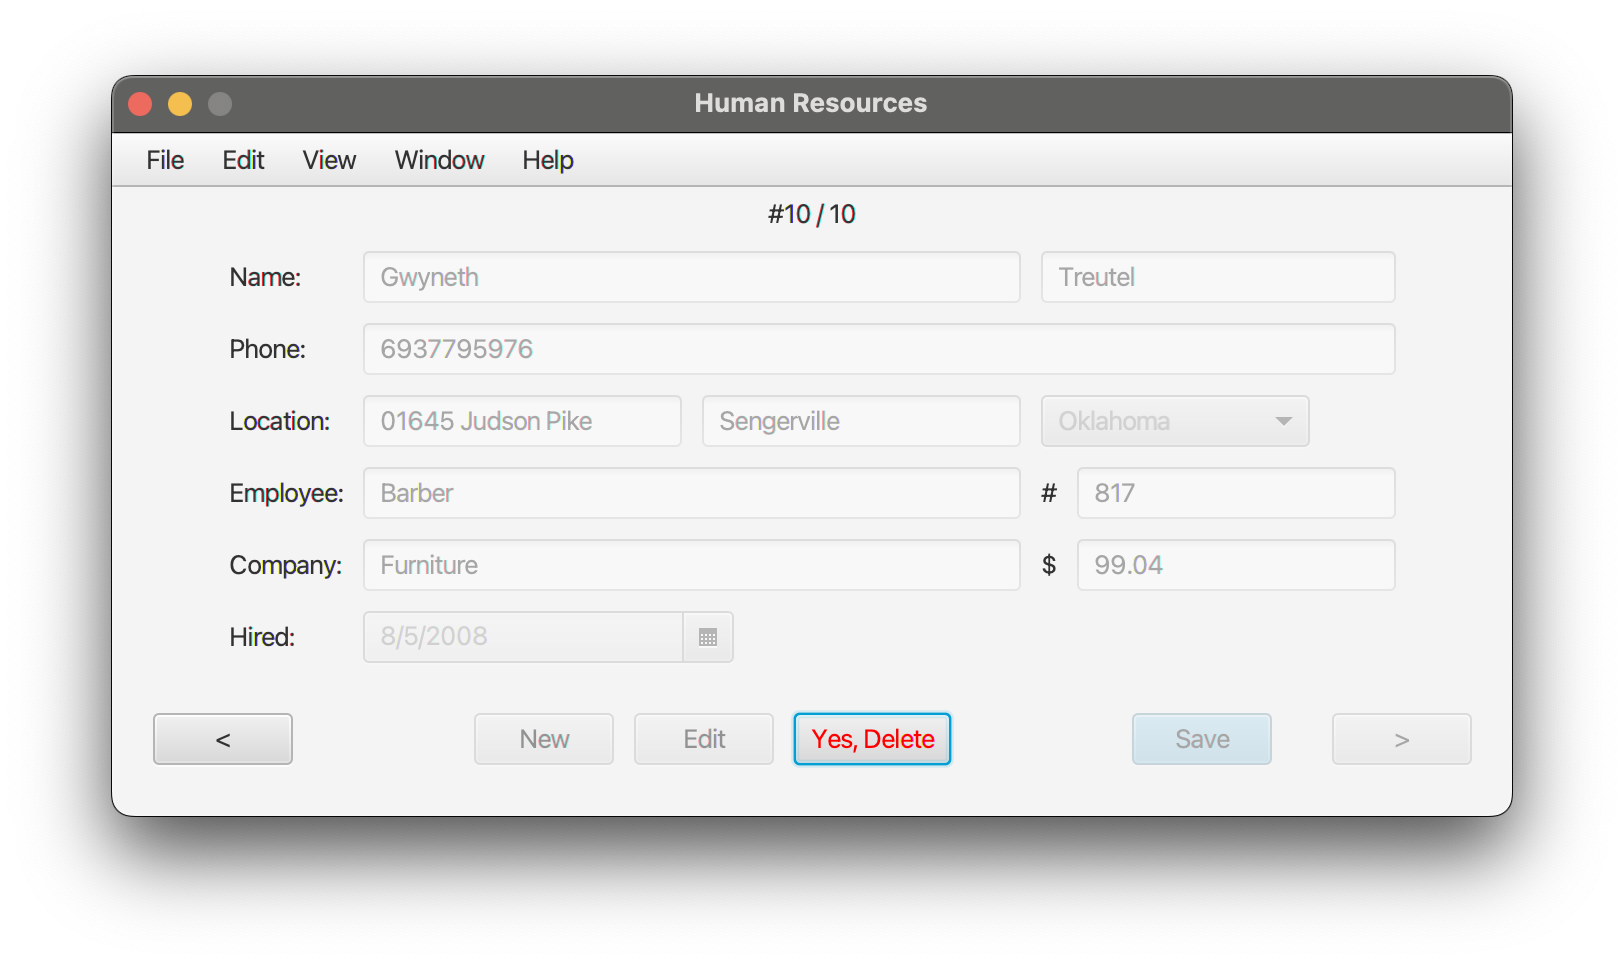 Human Resources
File Edit View Window Help
#10 / 10
Name: Gwyneth Treutel
Phone: 6937795976
Location: 01645 Judson Pike Sengerville Oklahoma
Employee: Barber # 817
Company: Furniture $ 99.04
Hired: 8/5/2008
< New Edit Yes, Delete Save >